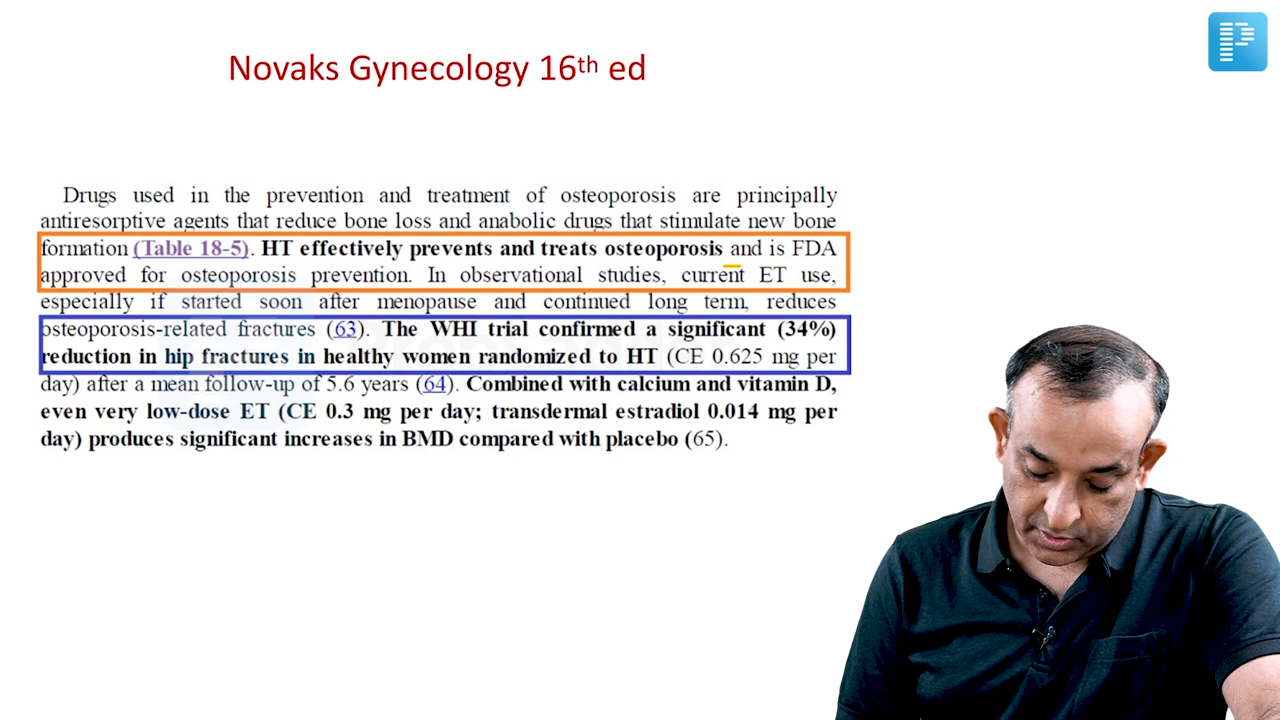 Novaks Gynecology 16th ed
Drugs used in the prevention and treatment of osteoporosis are principally
antiresorptive agents that reduce bone loss and anabolic drugs that stimulate new bone
formation (Table 18-5). HT effectively prevents and treats osteoporosis and is FDA
approved for osteoporosis prevention. In observational studies, current ET use,
especially if started soon after menopause and continued long term, reduces
osteoporosis-related fractures (63). The WHI trial confirmed a significant (34%)
reduction in hip fractures in healthy women randomized to HT (CE 0.625 mg per
day) after a mean follow-up of 5.6 years (64). Combined with calcium and vitamin D,
even very low-dose ET (CE 0.3 mg per day; transdermal estradiol 0.014 mg per
day) produces significant increases in BMD compared with placebo (65).